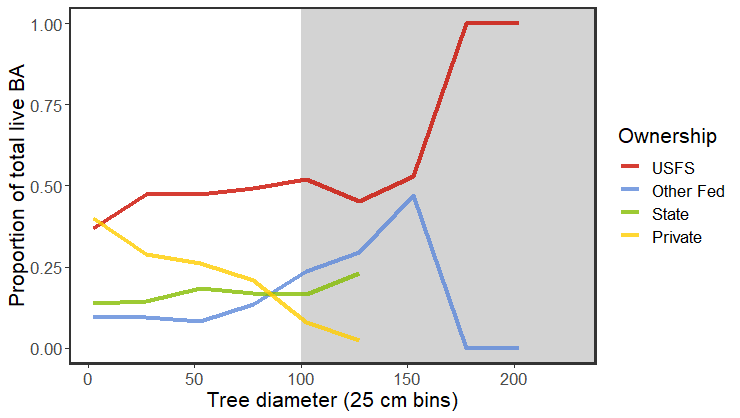 Proportion of total live BA
1.00
0.75
0.50
0.25
0.00
0
50
100
150
200
Tree diameter (25 cm bins)
Ownership
USFS
Other Fed
State
Private